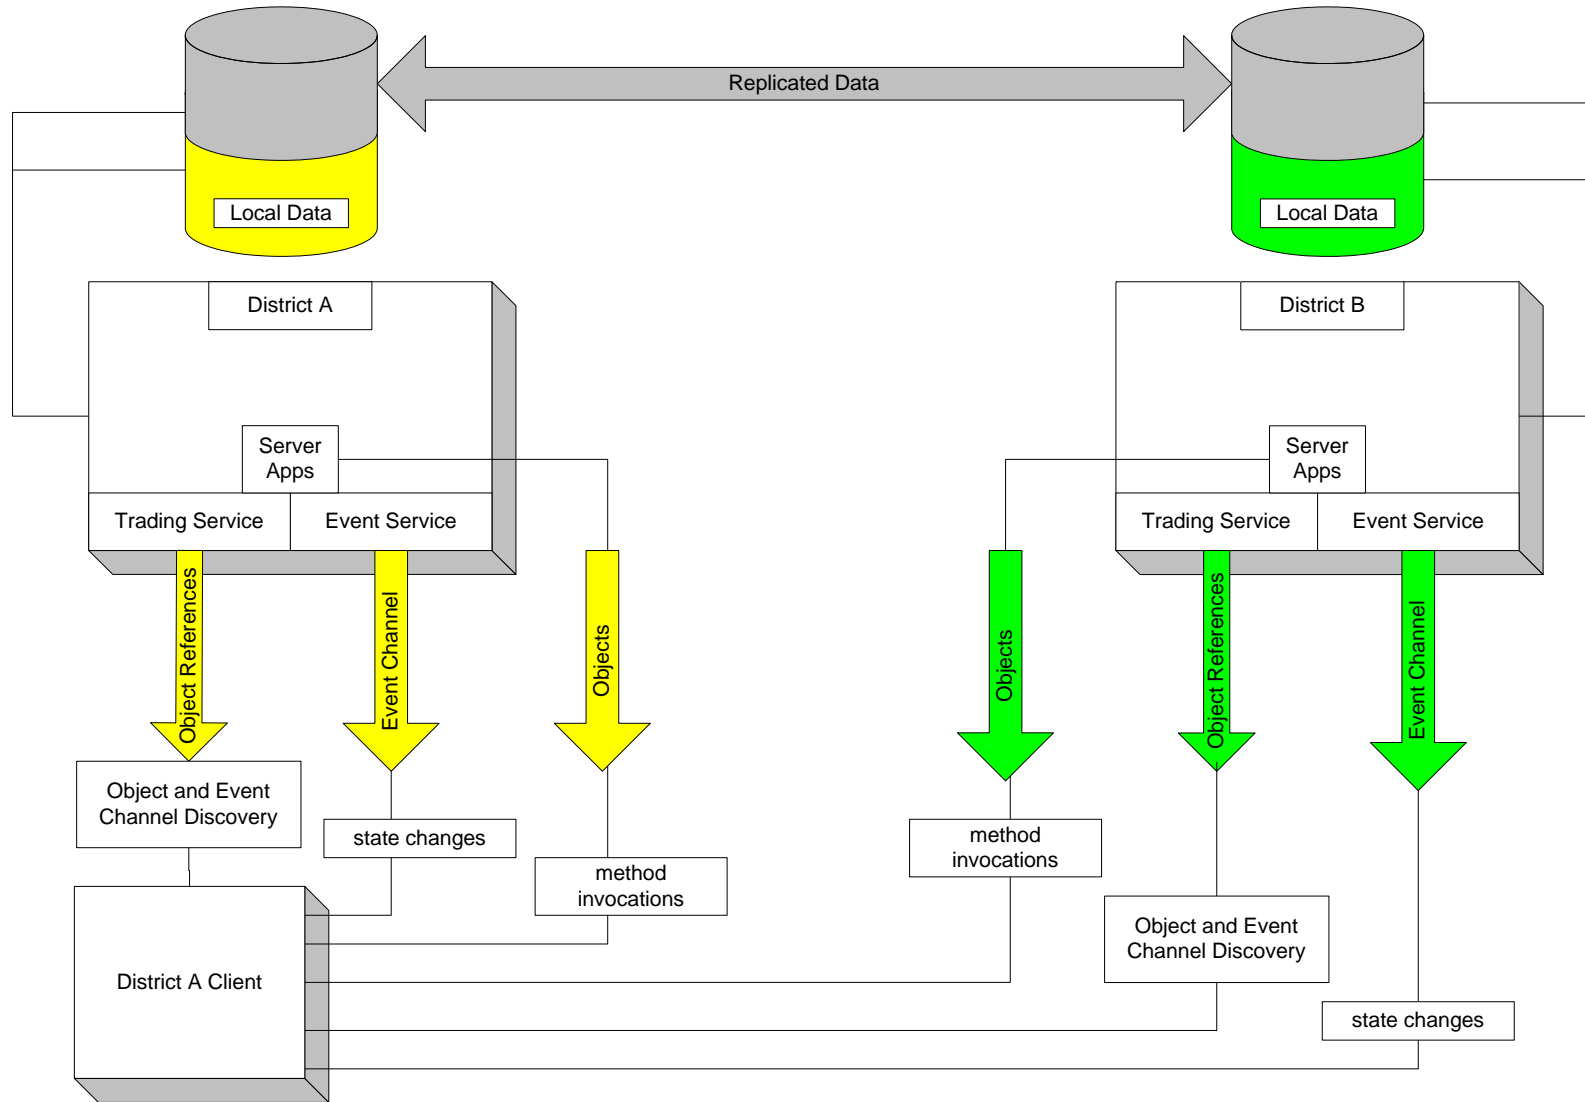 Replicated Data
Local Data
Local Data
District A
District B
Server
Apps
Server
Apps
Trading Service
Event Service
Trading Service
Event Service
Object References
Event Channel
Objects
Objects
Object References
Event Channel
Object and Event
Channel Discovery
state changes
method
invocations
method
invocations
Object and Event
Channel Discovery
District A Client
state changes